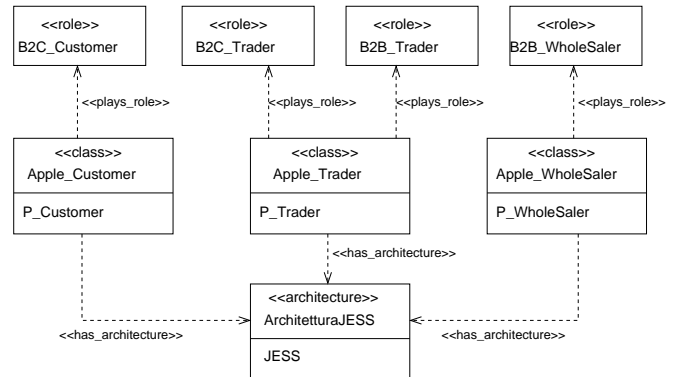 <<role>>
B2C_Customer
<<role>>
B2C_Trader
<<role>>
B2B_Trader
<<role>>
B2B_WholeSaler
<<plays_role>>
<<plays_role>>
<<plays_role>>
<<plays_role>>
<<class>>
Apple_Customer
P_Customer
<<class>>
Apple_Trader
P_Trader
<<class>>
Apple_WholeSaler
P_WholeSaler
<<has_architecture>>
<<architecture>>
ArchitetturaJESS
JESS
<<has_architecture>>
<<has_architecture>>